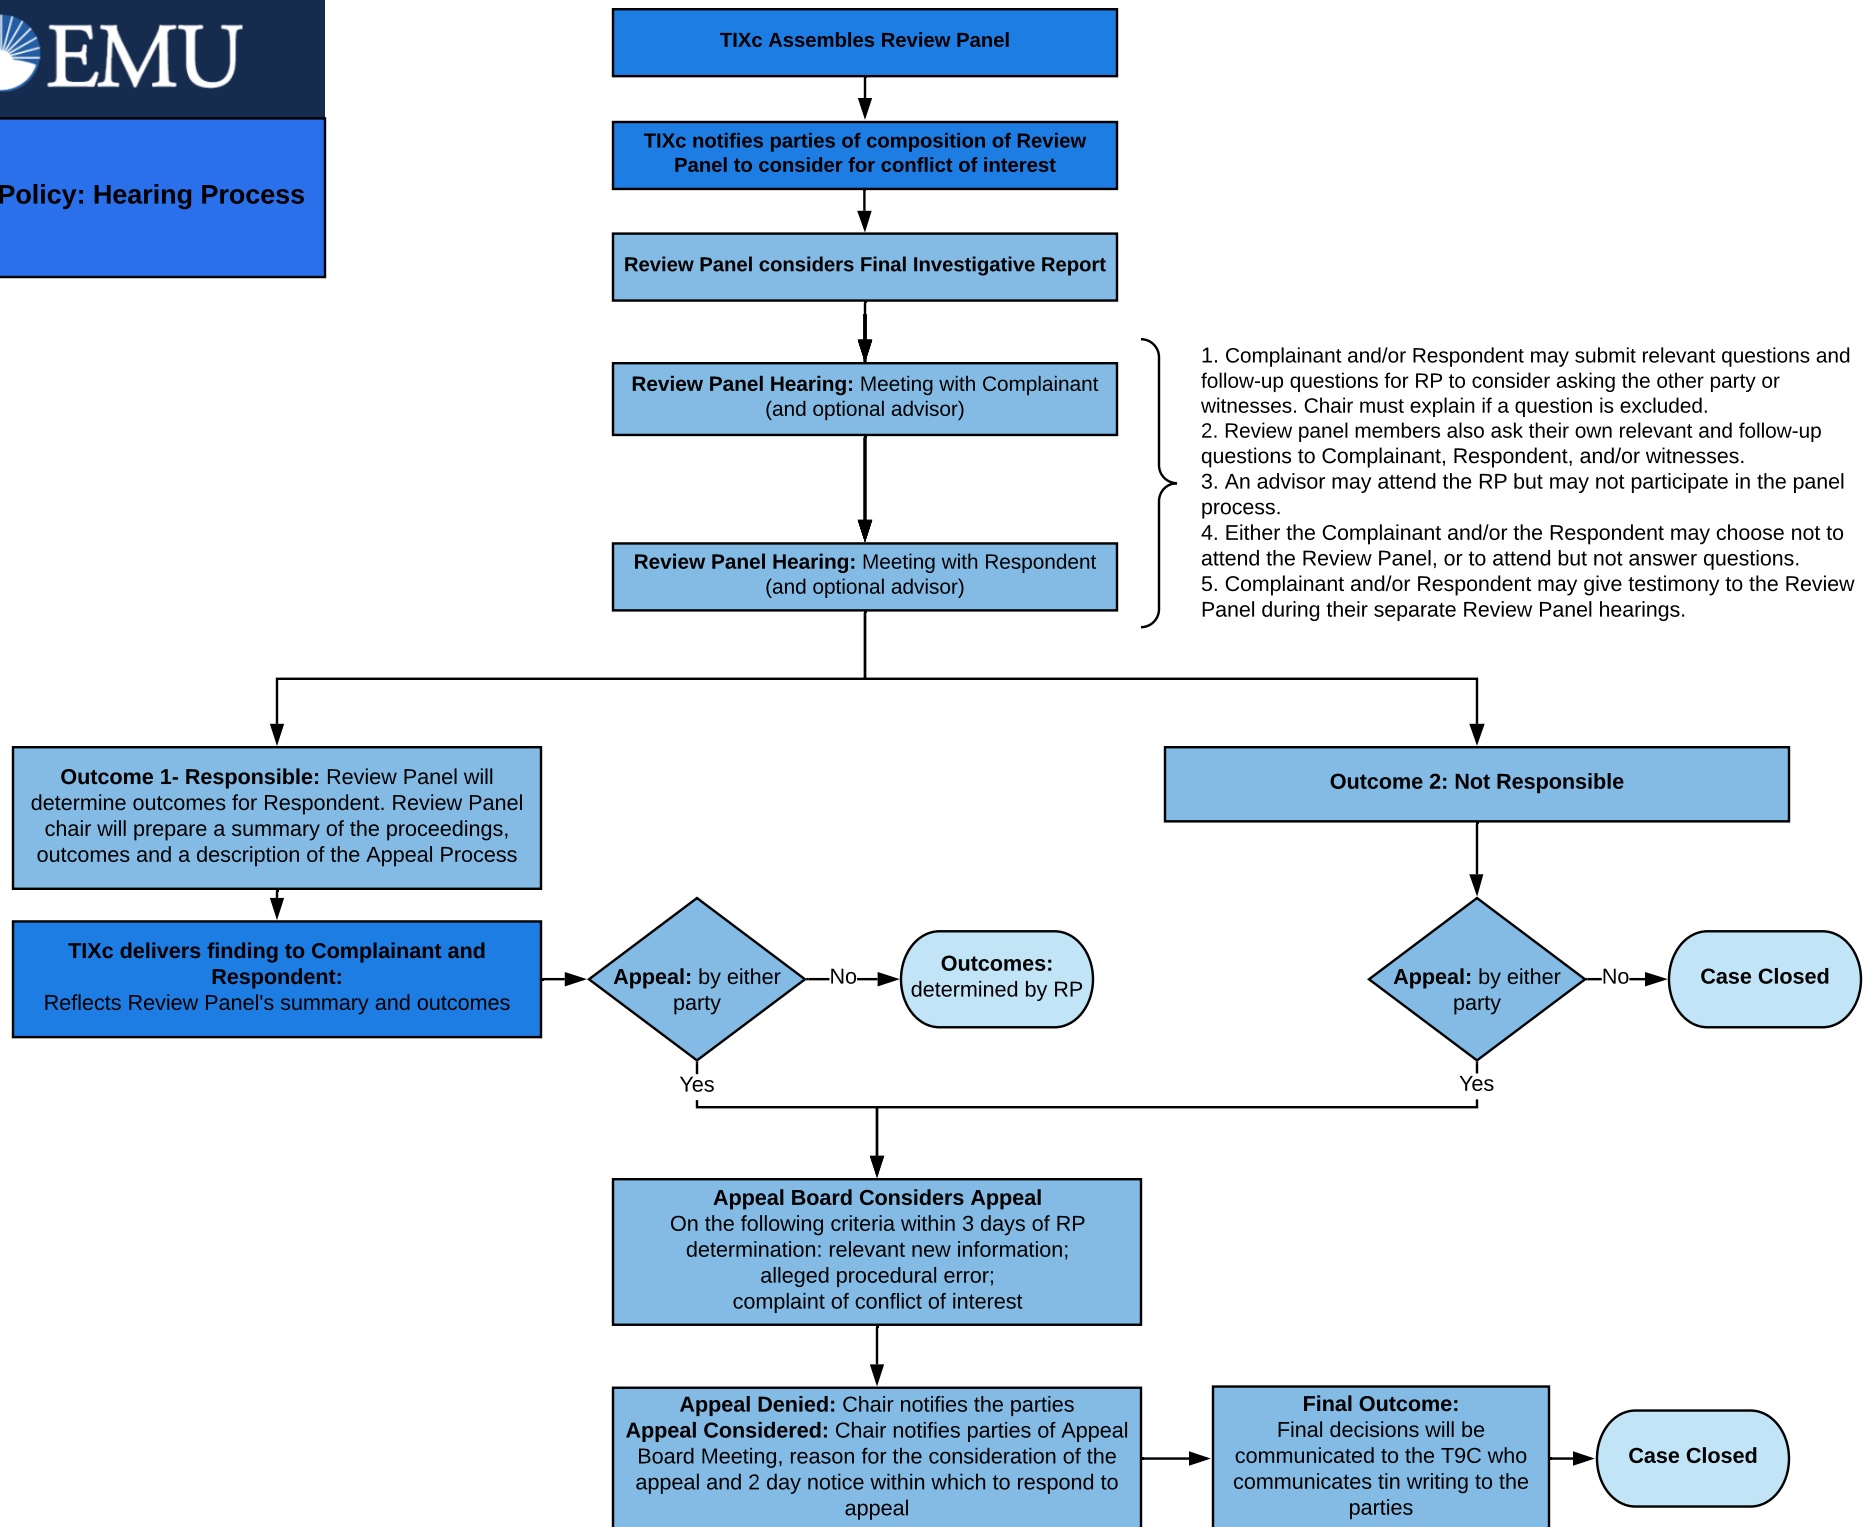 EMU
Policy: Hearing Process
TIXc Assembles Review Panel
TIXc notifies parties of composition of Review
Panel to consider for conflict of interest
Review Panel considers Final Investigative Report
Review Panel Hearing: Meeting with Complainant
(and optional advisor)
Review Panel Hearing: Meeting with Respondent
(and optional advisor)
1. Complainant and/or Respondent may submit relevant questions and
follow-up questions for RP to consider asking the other party or
witnesses. Chair must explain if a question is excluded.
2. Review panel members also ask their own relevant and follow-up
questions to Complainant, Respondent, and/or witnesses.
3. An advisor may attend the RP but may not participate in the panel
process.
4. Either the Complainant and/or the Respondent may choose not to
attend the Review Panel, or to attend but not answer questions.
5. Complainant and/or Respondent may give testimony to the Review
Panel during their separate Review Panel hearings.
Outcome 1- Responsible: Review Panel will
determine outcomes for Respondent. Review Panel
chair will prepare a summary of the proceedings,
outcomes and a description of the Appeal Process
Outcome 2: Not Responsible
TIXc delivers finding to Complainant and
Respondent:
Reflects Review Panel's summary and outcomes
Appeal: by either
party
No
Outcomes:
determined by RP
Appeal: by either
party
No
Case Closed
Yes
Yes
Appeal Board Considers Appeal
On the following criteria within 3 days of RP
determination: relevant new information;
alleged procedural error;
complaint of conflict of interest
Appeal Denied: Chair notifies the parties
Appeal Considered: Chair notifies parties of Appeal
Board Meeting, reason for the consideration of the
appeal and 2 day notice within which to respond to
appeal
Final Outcome:
Final decisions will be
communicated to the T9C who
communicates tin writing to the
parties
Case Closed